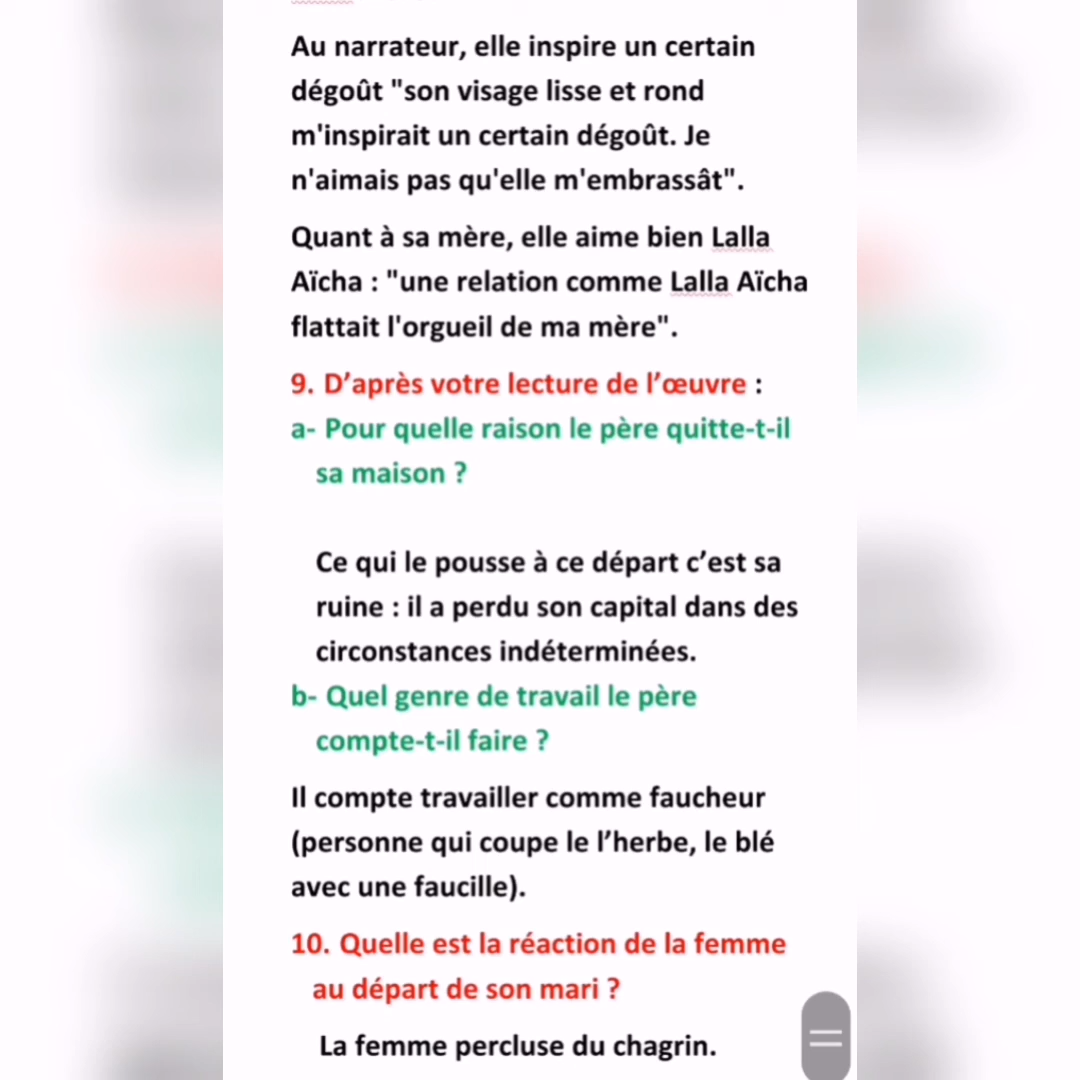 Au narrateur, elle inspire un certain
dégoût "son visage lisse et rond
m'inspirait un certain dégoût. Je
n'aimais pas qu'elle m'embrassât".
Quant à sa mère, elle aime bien Lalla
Aïcha : "une relation comme Lalla Aïcha
flattait l'orgueil de ma mère".
9. D’après votre lecture de l’œuvre :
a- Pour quelle raison le père quitte-t-il
sa maison ?
Ce qui le pousse à ce départ c’est sa
ruine : il a perdu son capital dans des
circonstances indéterminées.
b- Quel genre de travail le père
compte-t-il faire ?
Il compte travailler comme faucheur
(personne qui coupe le l’herbe, le blé
avec une faucille).
10. Quelle est la réaction de la femme
au départ de son mari ?
La femme percluse du chagrin.